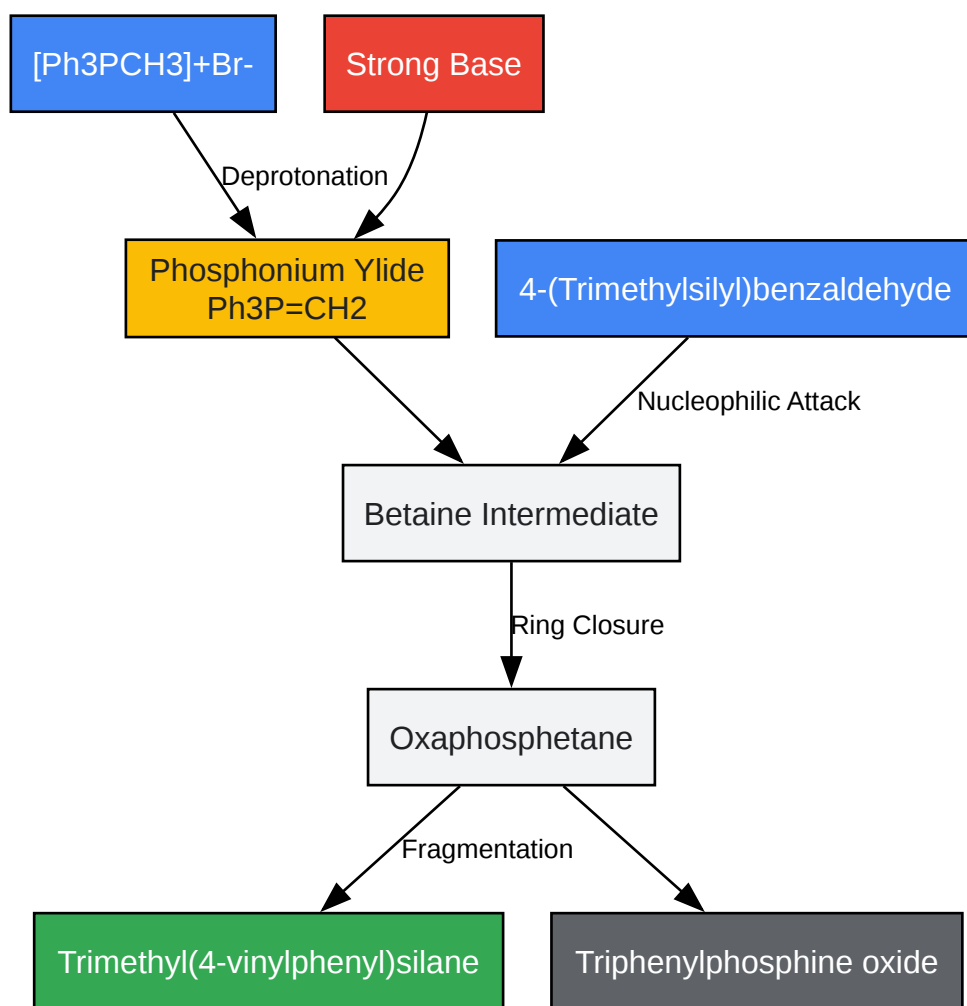 [Ph3PCH3]+Br-
Strong Base
Deprotonation
Phosphonium Ylide
Ph3P=CH2
4-(Trimethylsilyl)benzaldehyde
Nucleophilic Attack
Betaine Intermediate
Ring Closure
Oxaphosphetane
Fragmentation
Trimethyl(4-vinylphenyl)silane
Triphenylphosphine oxide